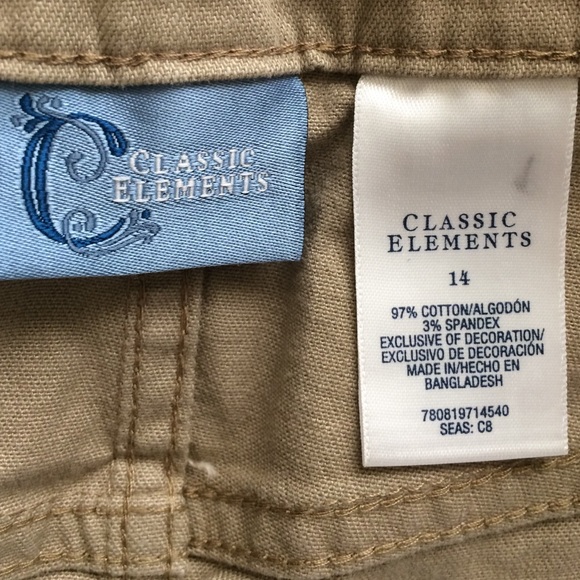 CLASSIC
ELEMENTS
CLASSIC
ELEMENTS
14
97% COTTON/ALGODÓN
3% SPANDEX
EXCLUSIVE OF DECORATION/
EXCLUSIVO DE DECORACIÓN
MADE IN/HECHO EN
BANGLADESH
780819714540
SEAS: C8